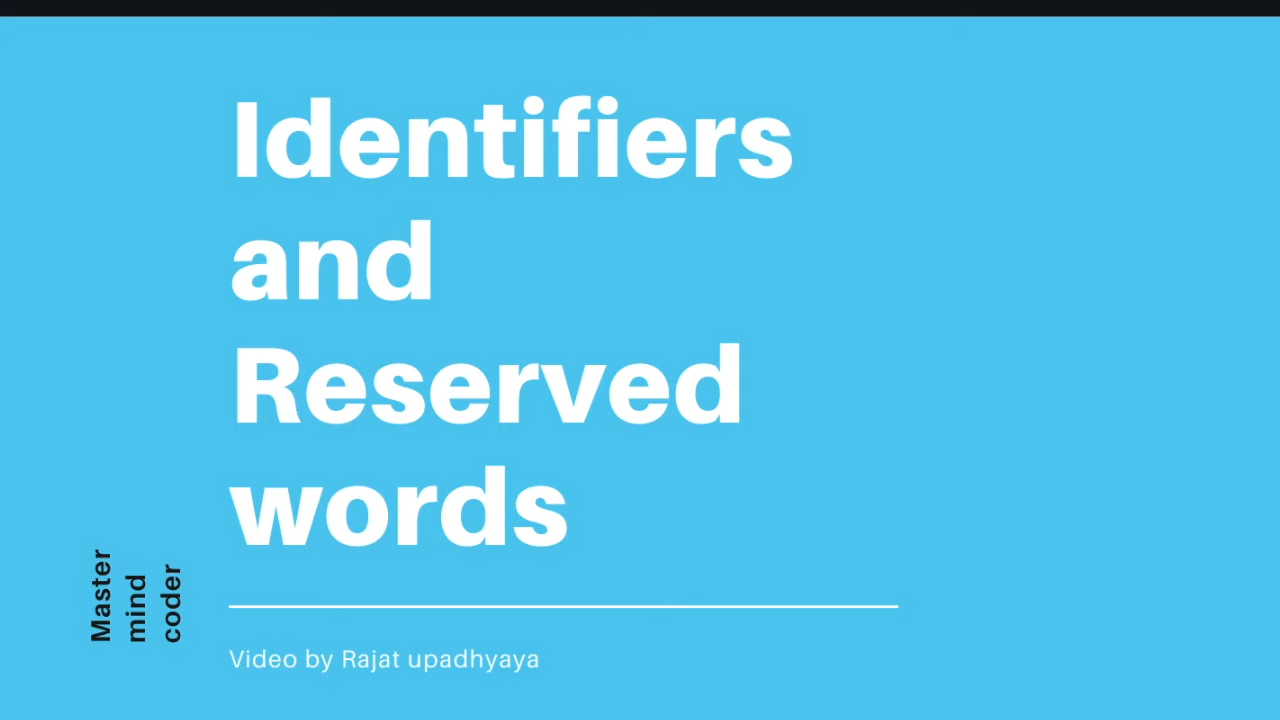 Identifiers
and
Reserved
words
Master
mind
coder
Video by Rajat upadhyaya